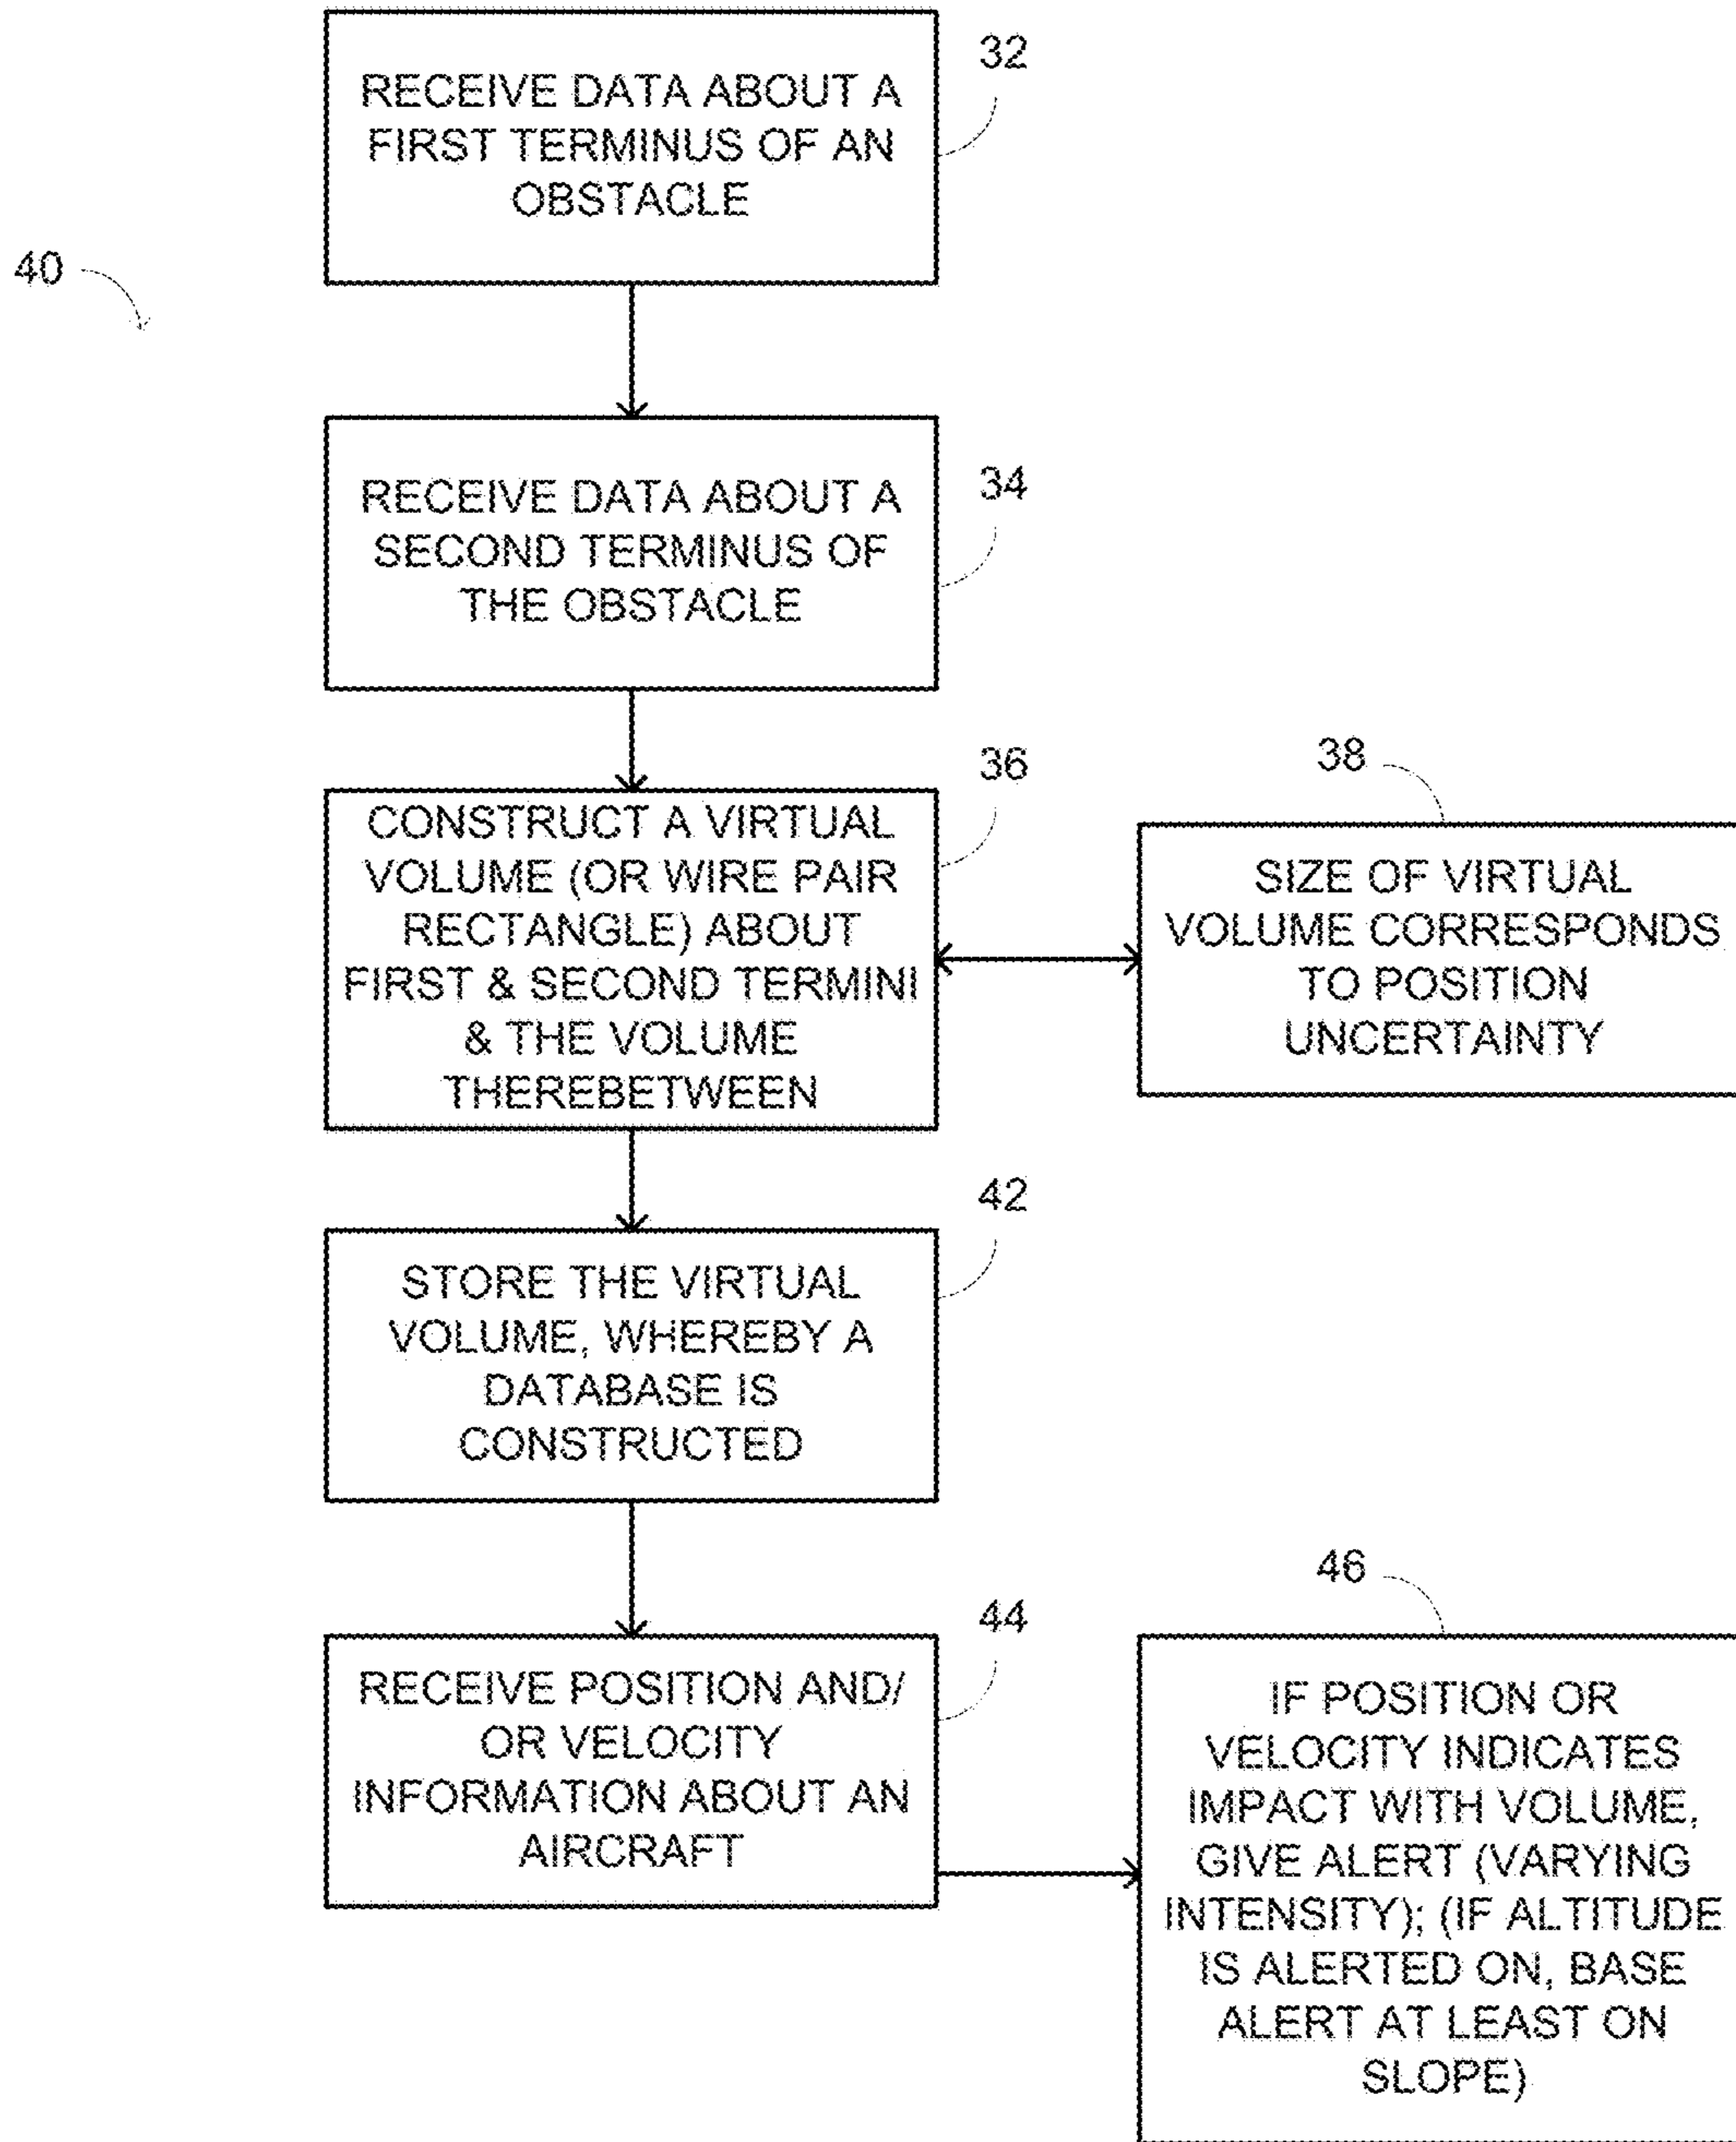 32
RECEIVE DATA ABOUT A
FIRST TERMINUS OF AN
OBSTACLE
40
34
RECEIVE DATA ABOUT A
SECOND TERMINUS OF
THE OBSTACLE
36
CONSTRUCT A VIRTUAL
VOLUME (OR WIRE PAIR
RECTANGLE) ABOUT
FIRST & SECOND TERMINI
& THE VOLUME
THEREBETWEEN
38
SIZE OF VIRTUAL
VOLUME CORRESPONDS
TO POSITION
UNCERTAINTY
42
STORE THE VIRTUAL
VOLUME, WHEREBY A
DATABASE IS
CONSTRUCTED
44
RECEIVE POSITION AND/
OR VELOCITY
INFORMATION ABOUT AN
AIRCRAFT
46
IF POSITION OR
VELOCITY INDICATES
IMPACT WITH VOLUME,
GIVE ALERT (VARYING
INTENSITY); (IF ALTITUDE
IS ALERTED ON, BASE
ALERT AT LEAST ON
SLOPE)